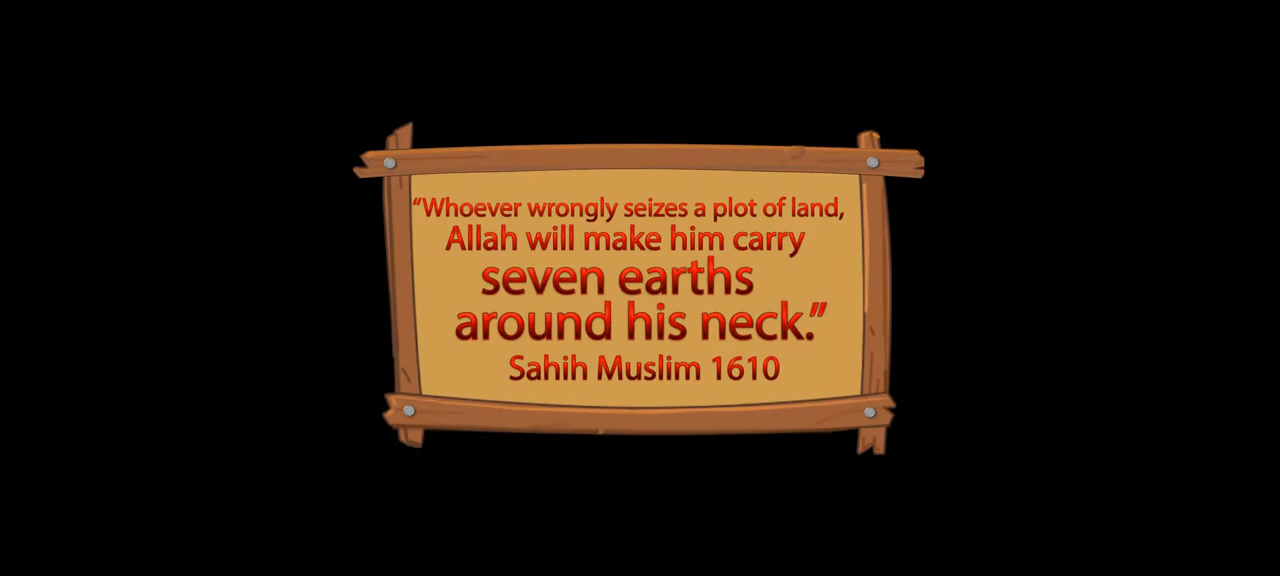 “Whoever wrongly seizes a plot of land,
Allah will make him carry
seven earths
around his neck.”
Sahih Muslim 1610